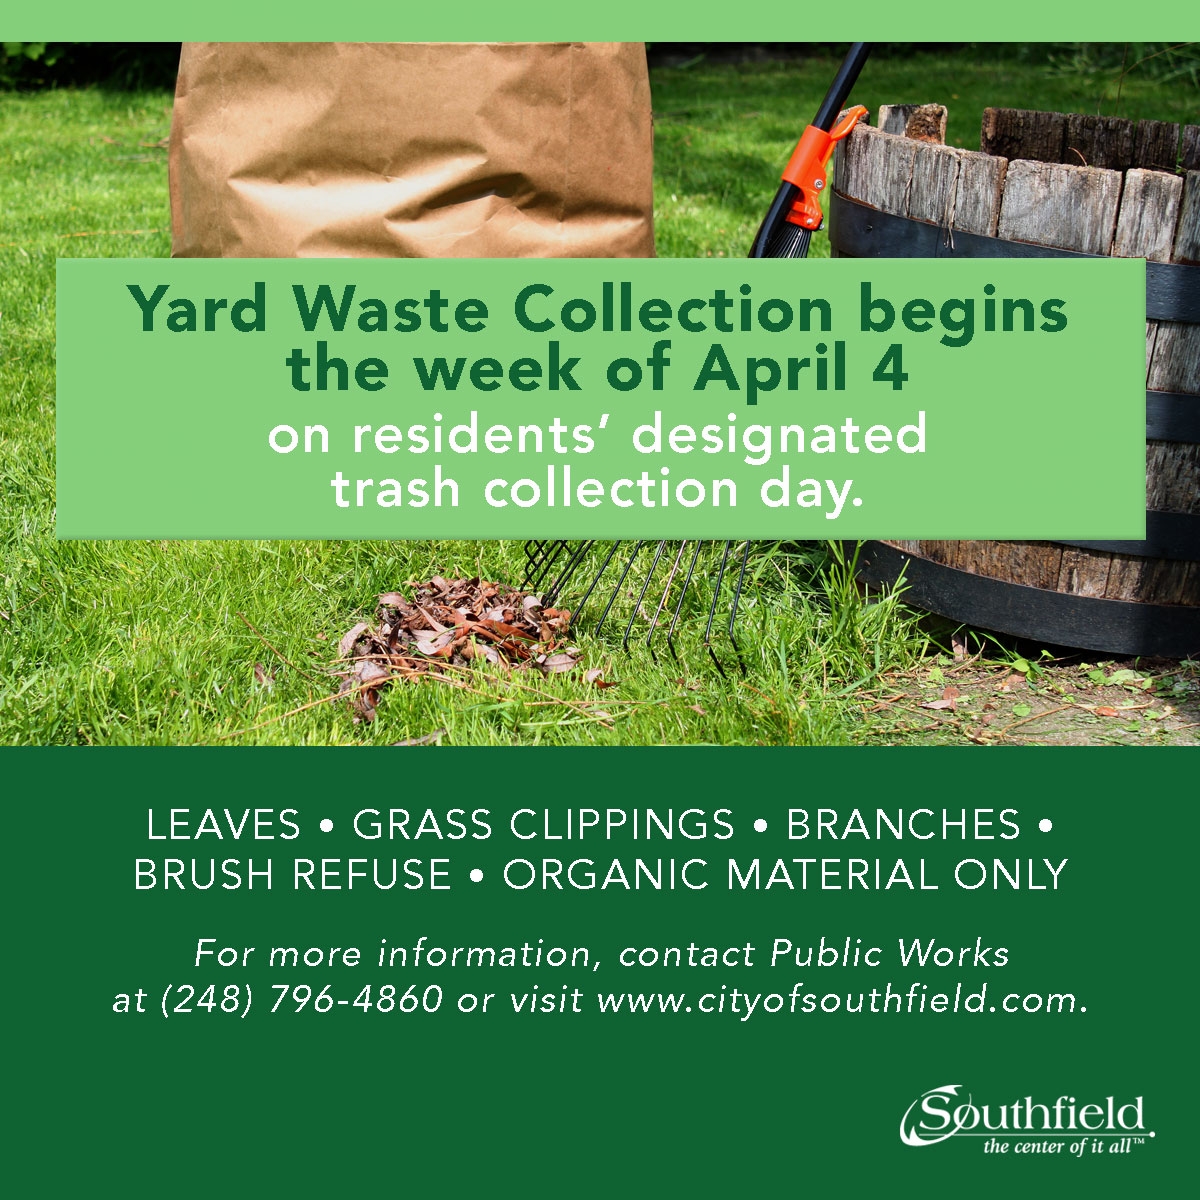 Yard Waste Collection begins
the week of April 4
on residents’ designated
trash collection day.
LEAVES • GRASS CLIPPINGS • BRANCHES •
BRUSH REFUSE • ORGANIC MATERIAL ONLY
For more information, contact Public Works
at (248) 796-4860 or visit www.cityofsouthfield.com.
Southfield
the center of it all™